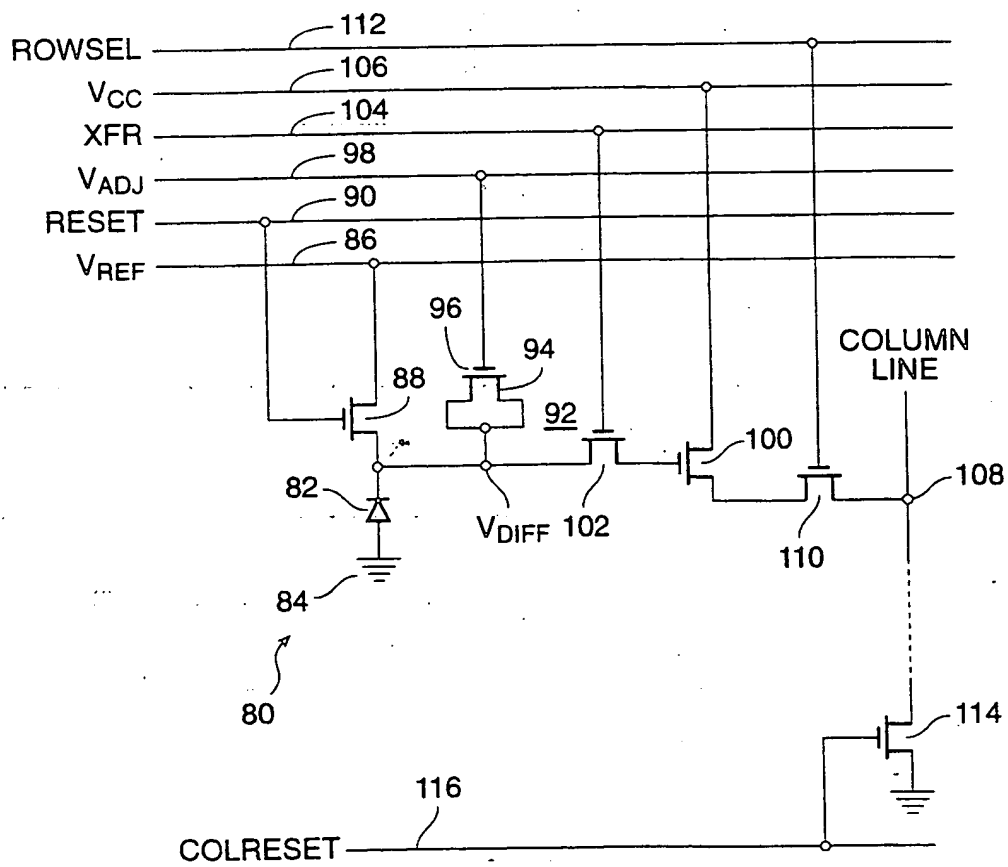 ROWSEL 112
VCC 106
XFR 104
VADJ 98
RESET 90
VREF 86
COLUMN
LINE
96
94
88
92
100
82
108
VDIFF 102
110
84
80
114
116
COLRESET